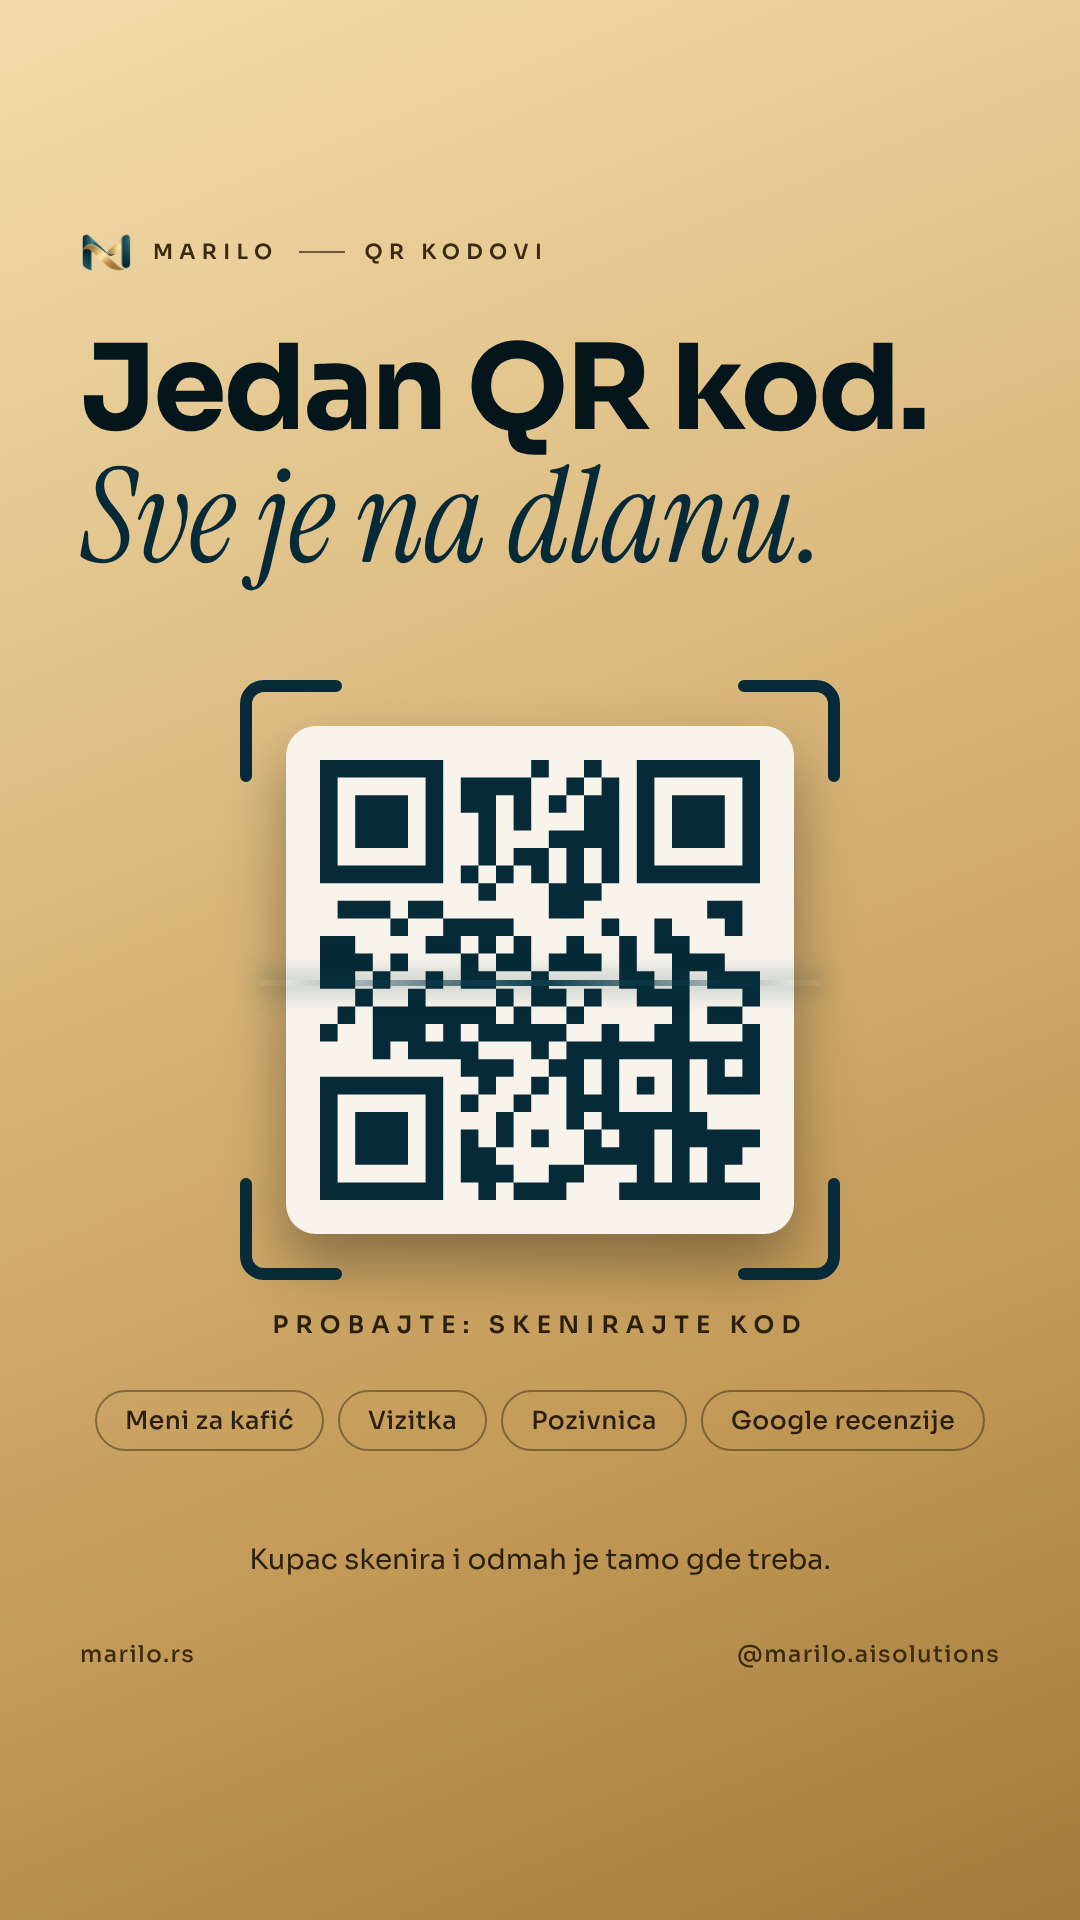 MARILO — QR KODOVI
Jedan QR kod.
Sve je na dlanu.
PROBAJTE: SKENIRAJTE KOD
Meni za kafić Vizitka Pozivnica Google recenzije
Kupac skenira i odmah je tamo gde treba.
marilo.rs @marilo.aisolutions